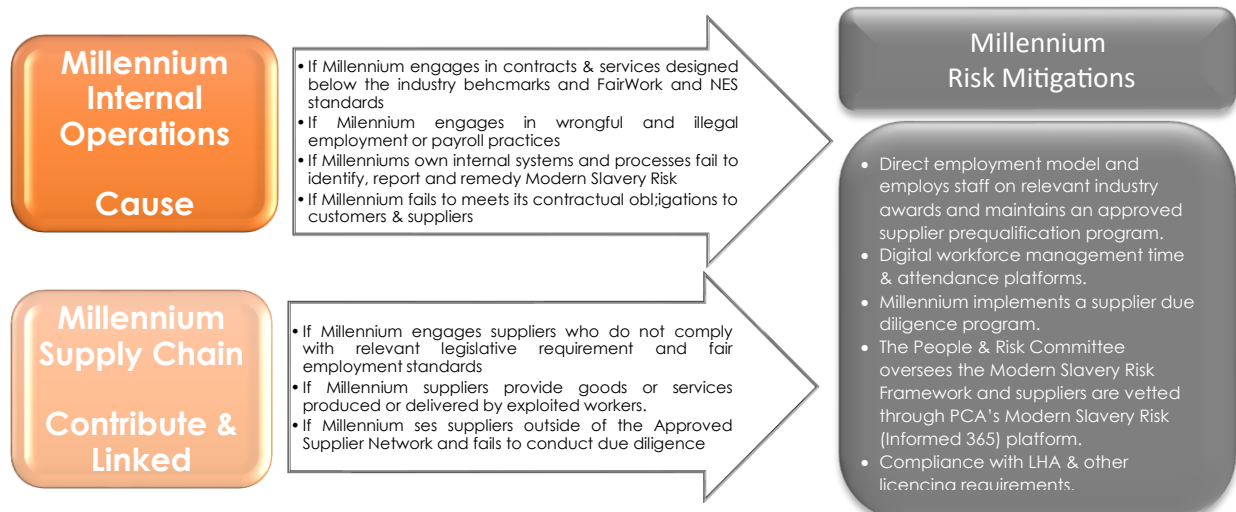 Millennium
Internal
Operations
Cause
• If Millennium engages in contracts & services designed
below the industry behcmarks and FairWork and NES
standards
• If Milennium engages in wrongful and illegal
employment or payroll practices
• If Millenniums own internal systems and processes fail to
identify, report and remedy Modern Slavery Risk
• If Millennium fails to meets its contractual obl;igations to
customers & suppliers
Millennium
Supply Chain
Contribute &
Linked
• If Millennium engages suppliers who do not comply
with relevant legislative requirement and fair
employment standards
• If Millennium suppliers provide goods or services
produced or delivered by exploited workers.
• If Millennium ses suppliers outside of the Approved
Supplier Network and fails to conduct due diligence
Millennium
Risk Mitigations
• Direct employment model and
employs staff on relevant industry
awards and maintains an approved
supplier prequalification program.
• Digital workforce management time
& attendance platforms.
• Millennium implements a supplier due
diligence program.
• The People & Risk Committee
oversees the Modern Slavery Risk
Framework and suppliers are vetted
through PCA's Modern Slavery Risk
(Informed 365) platform.
• Compliance with LHA & other
licencing requirements.